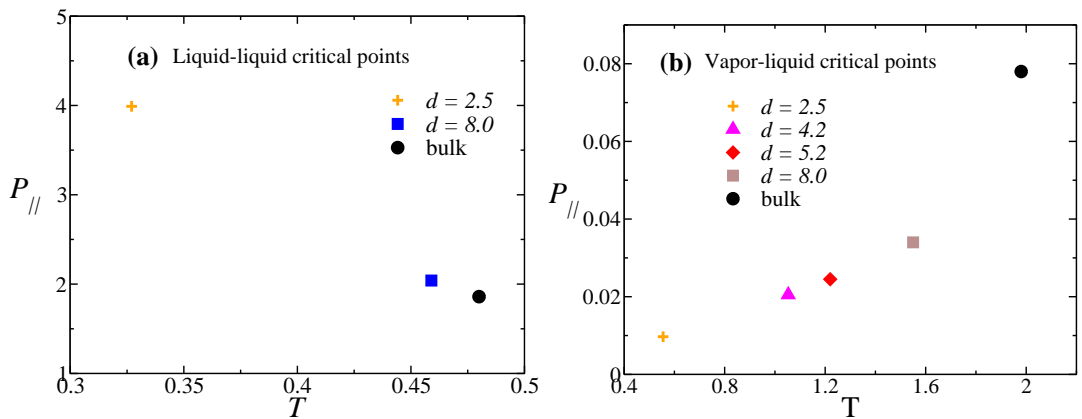 (a) Liquid-liquid critical points
d = 2.5
d = 8.0
bulk
P//
5
4
3
2
1
0.3 0.35 0.4 0.45 0.5
T
(b) Vapor-liquid critical points
d = 2.5
d = 4.2
d = 5.2
d = 8.0
bulk
P//
0.08
0.06
0.04
0.02
0
0.4 0.8 1.2 1.6 2
T